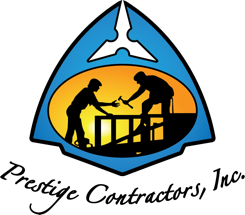 Prestige Contractors, Inc.